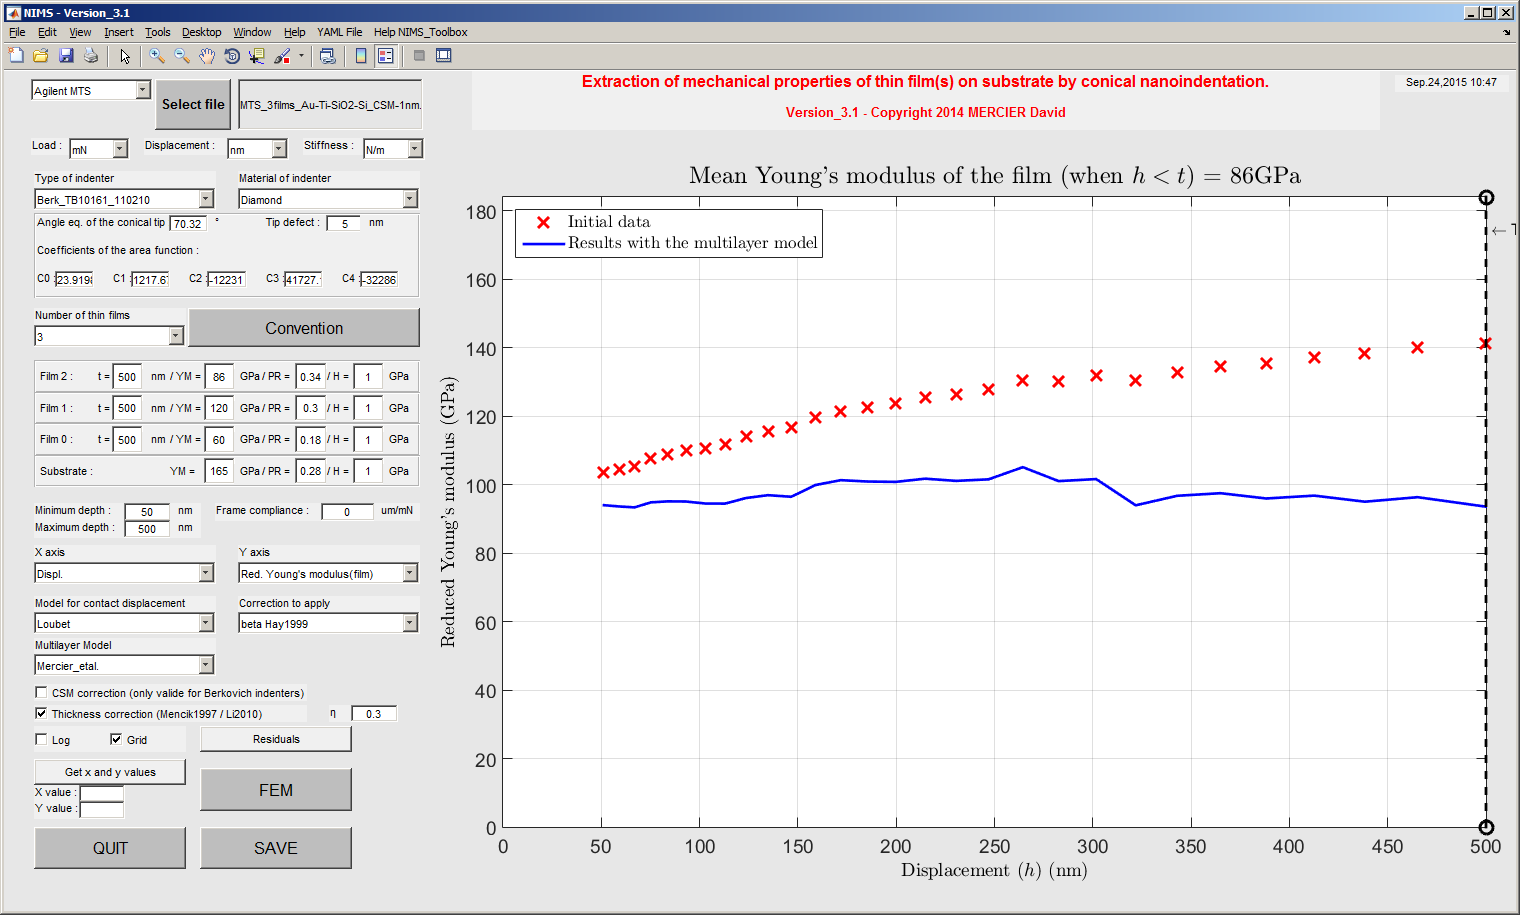 NIMS - Version_3.1
File Edit View Insert Tools Desktop Window Help YAML File Help NIMS_Toolbox
Agilent MTS
Select file
MTS_3films_Au-Ti-SiO2-Si_CSM-1nm.
Extraction of mechanical properties of thin film(s) on substrate by conical nanoindentation.
Version_3.1 - Copyright 2014 MERCIER David
Sep.24,2015 10:47
Load : mN Displacement : nm Stiffness : N/m
Type of indenter Material of indenter
Berk_TB10161_110210 Diamond
Angle eq. of the conical tip 70.32 ° Tip defect : 5 nm
Coefficients of the area function :
C0 : 23.9198 C1 : 1217.67 C2 : -12231 C3 : 41727. C4 : -32286
Number of thin films
3
Convention
Film 2 : t = 500 nm / YM = 86 GPa / PR = 0.34 / H = 1 GPa
Film 1 : t = 500 nm / YM = 120 GPa / PR = 0.3 / H = 1 GPa
Film 0 : t = 500 nm / YM = 60 GPa / PR = 0.18 / H = 1 GPa
Substrate : YM = 165 GPa / PR = 0.28 / H = 1 GPa
Minimum depth : 50 nm Frame compliance : 0 um/mN
Maximum depth : 500 nm
X axis Y axis
Displ. Red. Young's modulus(film)
Model for contact displacement Correction to apply
Loubet beta Hay1999
Multilayer Model
Mercier_etal.
CSM correction (only valide for Berkovich indenters)
Thickness correction (Mencik1997 / Li2010) η 0.3
Log Grid Residuals
Get x and y values
X value :
Y value :
FEM
QUIT SAVE
Mean Young's modulus of the film (when h < t) = 86GPa
Initial data
Results with the multilayer model
Reduced Young's modulus (GPa)
180
160
140
120
100
80
60
40
20
0
0 50 100 150 200 250 300 350 400 450 500
Displacement (h) (nm)